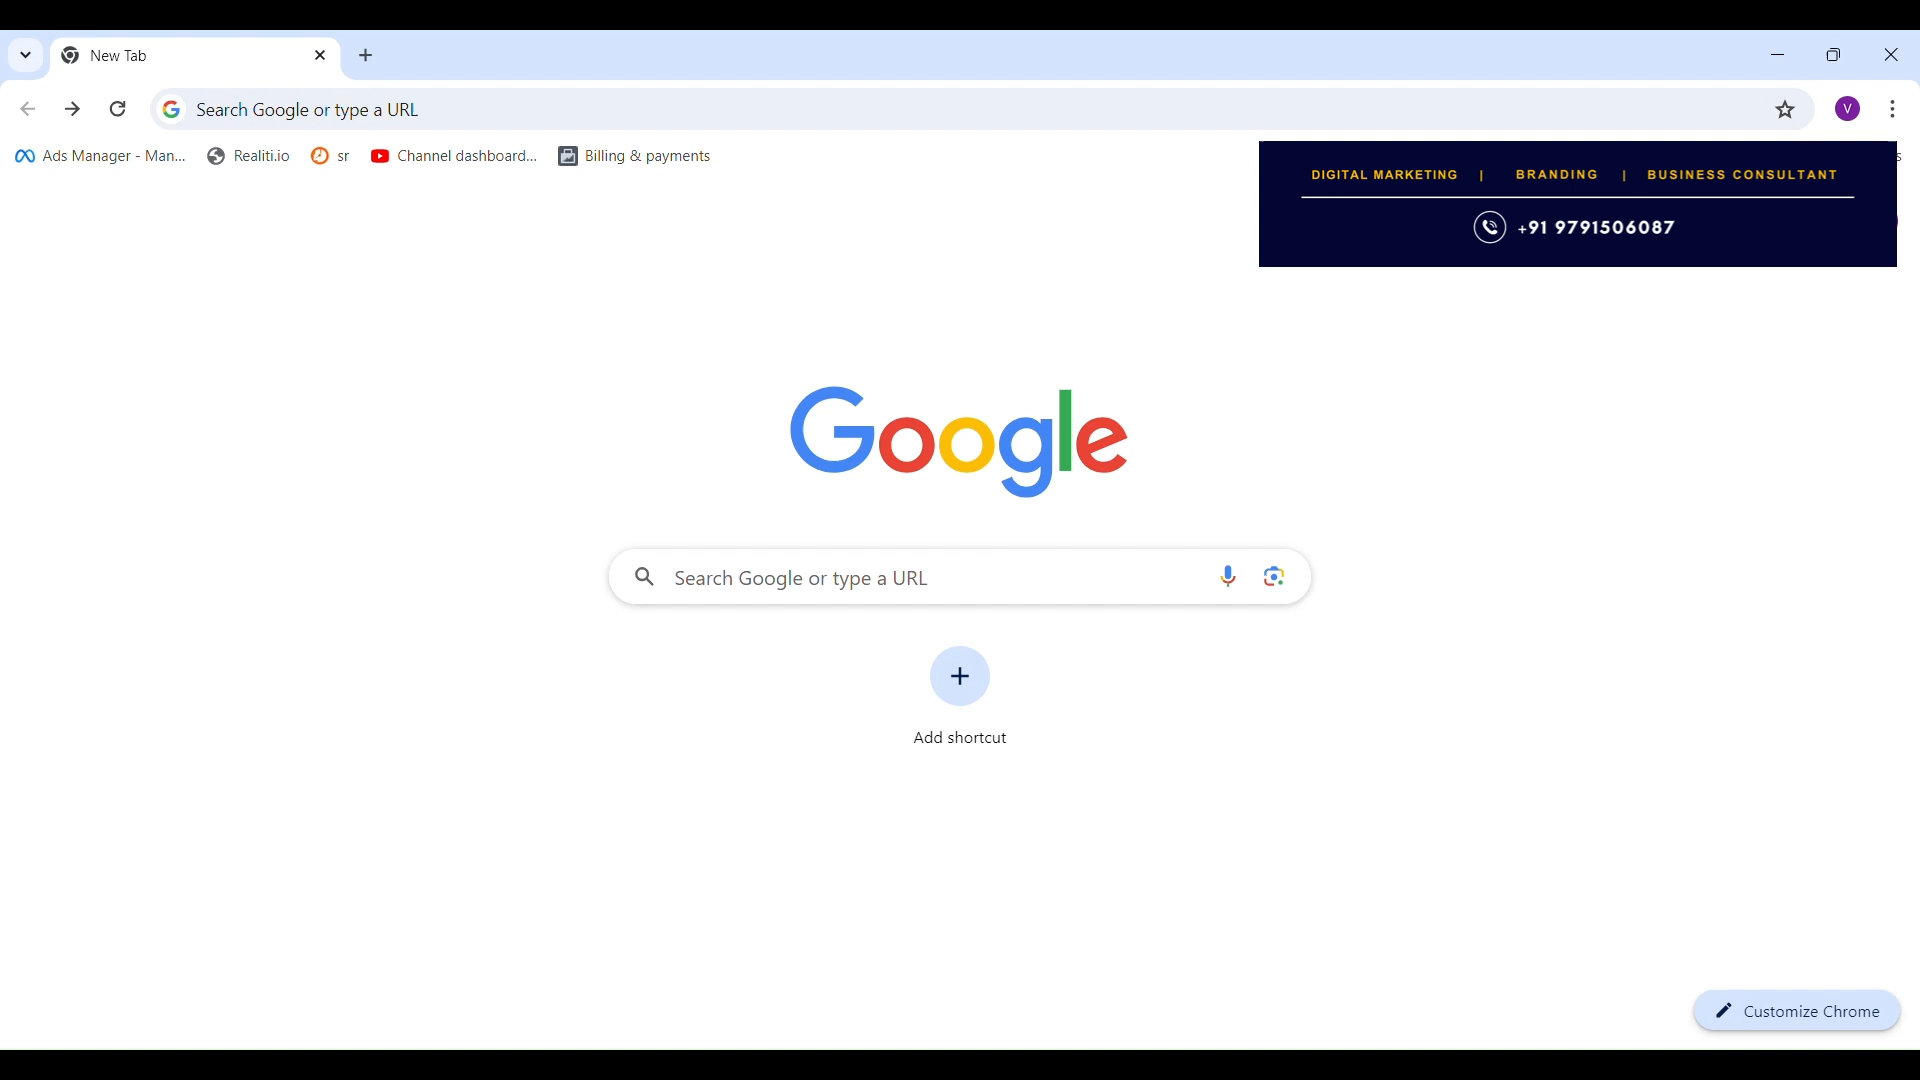 New Tab
Search Google or type a URL
V
Ads Manager - Man...
Realiti.io
sr
Channel dashboard...
Billing & payments
s
DIGITAL MARKETING | BRANDING | BUSINESS CONSULTANT
+91 9791506087
Google
Search Google or type a URL
Add shortcut
Customize Chrome